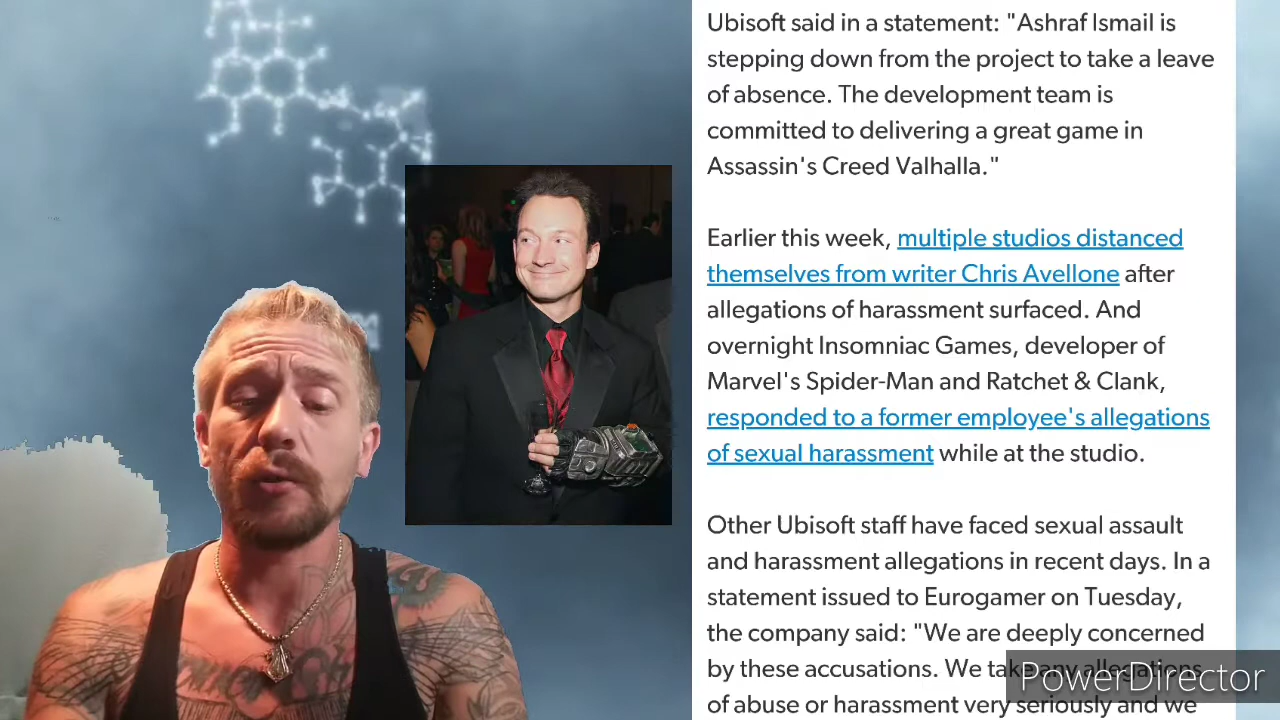 Ubisoft said in a statement: "Ashraf Ismail is
stepping down from the project to take a leave
of absence. The development team is
committed to delivering a great game in
Assassin's Creed Valhalla."
Earlier this week, multiple studios distanced
themselves from writer Chris Avellone after
allegations of harassment surfaced. And
overnight Insomniac Games, developer of
Marvel's Spider-Man and Ratchet & Clank,
responded to a former employee's allegations
of sexual harassment while at the studio.
Other Ubisoft staff have faced sexual assault
and harassment allegations in recent days. In a
statement issued to Eurogamer on Tuesday,
the company said: "We are deeply concerned
by these accusations. We take any allegations
of abuse or harassment very seriously and we
PowerDirector